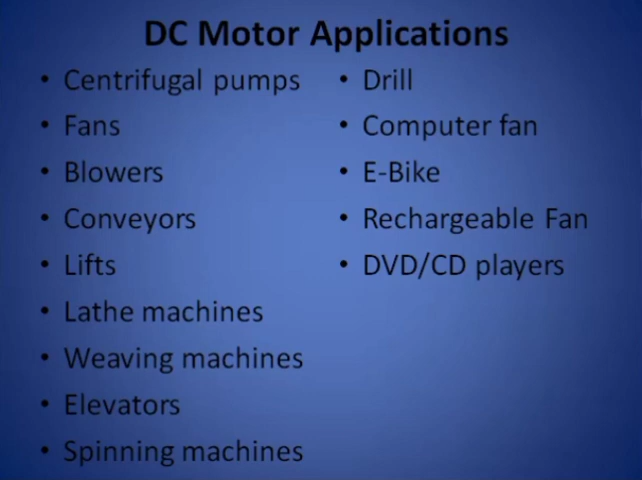 DC Motor Applications
• Centrifugal pumps
• Fans
• Blowers
• Conveyors
• Lifts
• Lathe machines
• Weaving machines
• Elevators
• Spinning machines
• Drill
• Computer fan
• E-Bike
• Rechargeable Fan
• DVD/CD players